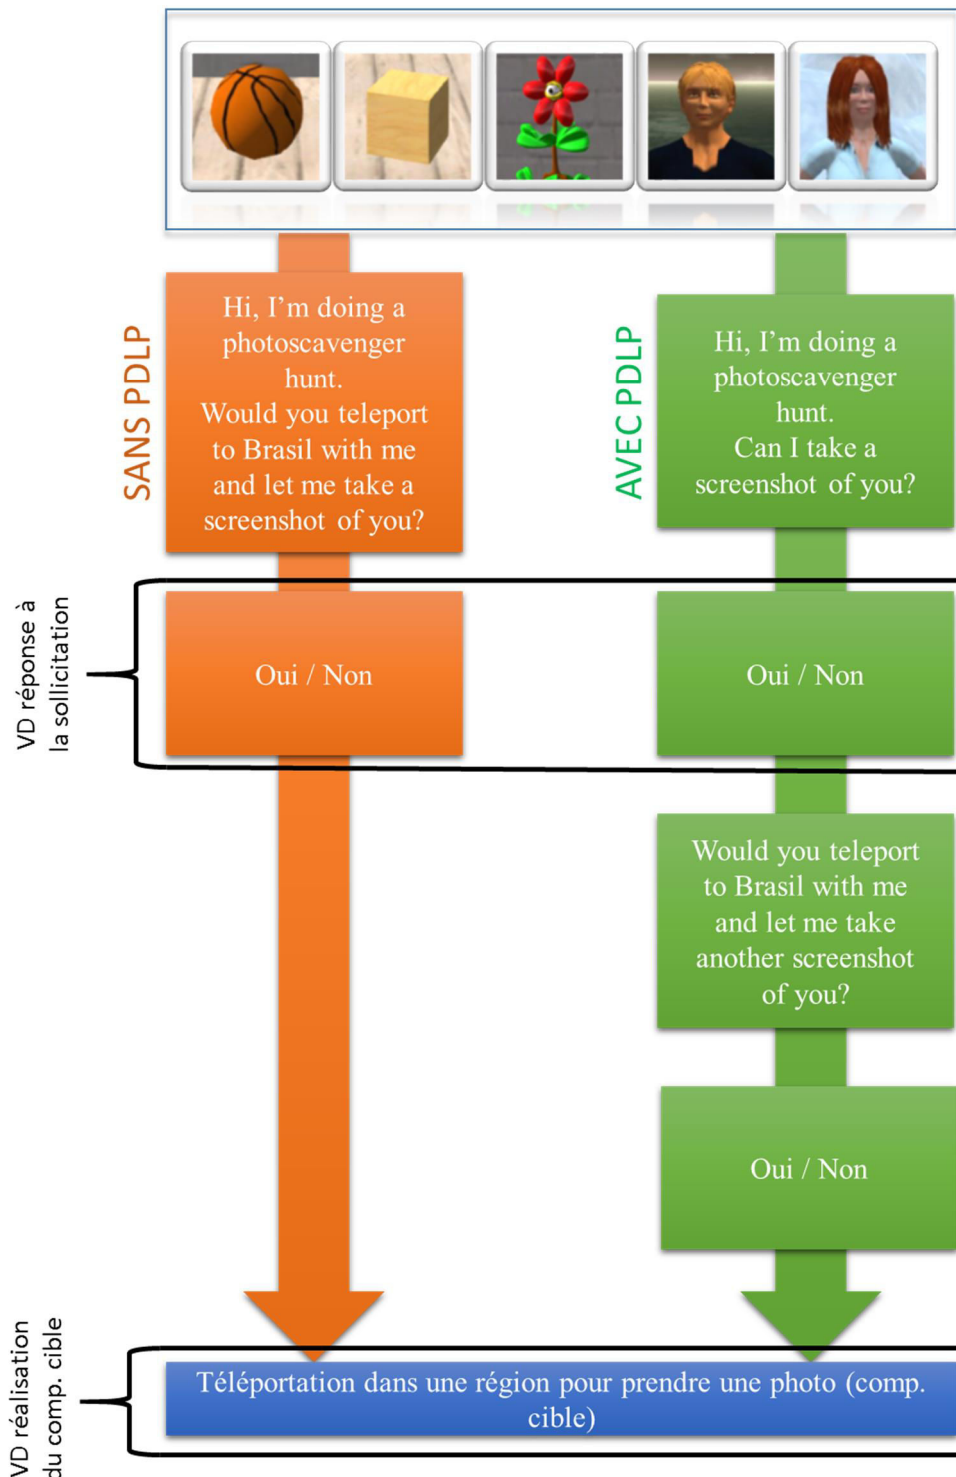 SANS PDLP
Hi, I'm doing a
photoscavenger
hunt.
Would you teleport
to Brasil with me
and let me take a
screenshot of you?
AVEC PDLP
Hi, I'm doing a
photoscavenger
hunt.
Can I take a
screenshot of you?
VD réponse à
la sollicitation
Oui / Non
Oui / Non
Would you teleport
to Brasil with me
and let me take
another screenshot
of you?
Oui / Non
VD réalisation
du comp. cible
Téléportation dans une région pour prendre une photo (comp.
cible)